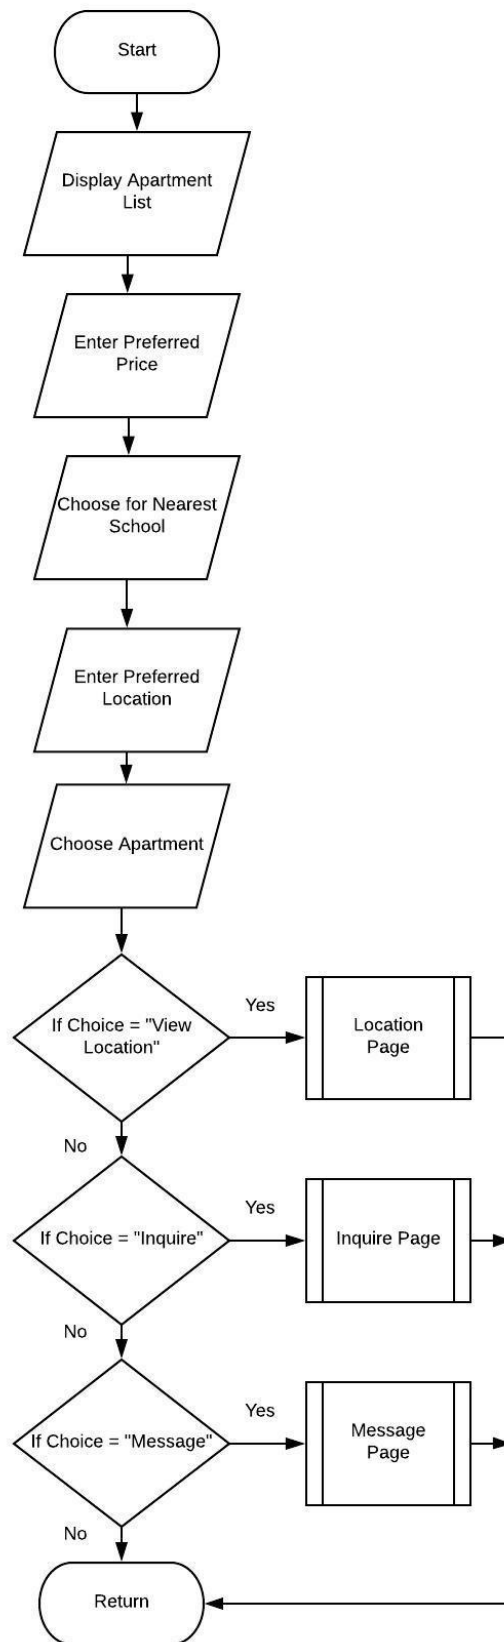 Start
Display Apartment
List
Enter Preferred
Price
Choose for Nearest
School
Enter Preferred
Location
Choose Apartment
If Choice = "View
Location"
Yes
Location
Page
No
If Choice = "Inquire"
Yes
Inquire Page
No
If Choice = "Message"
Yes
Message
Page
No
Return